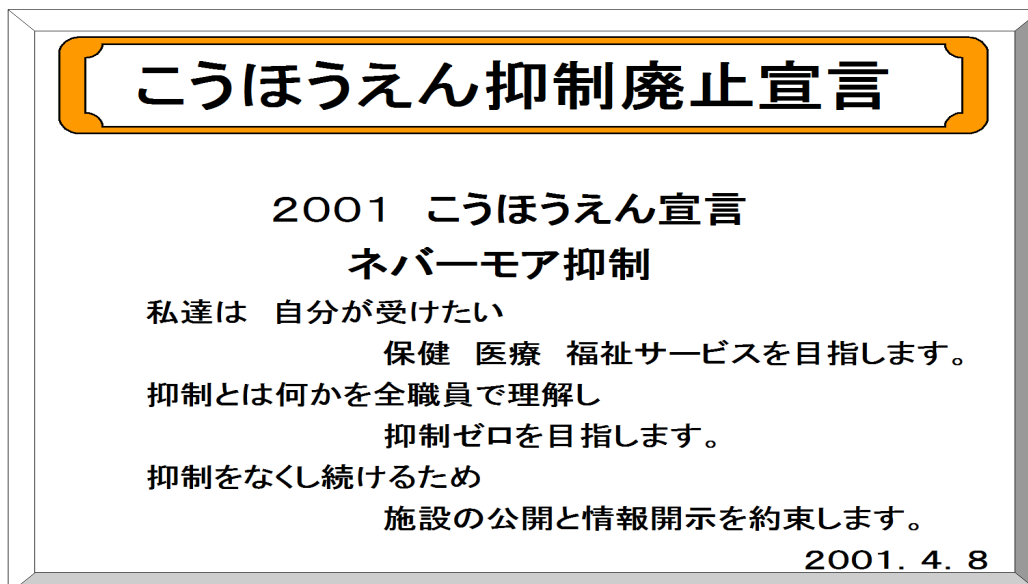 こうほうえん抑制廃止宣言
2001　こうほうえん宣言
ネバーモア抑制
私達は　自分が受けたい
保健　医療　福祉サービスを目指します。
抑制とは何かを全職員で理解し
抑制ゼロを目指します。
抑制をなくし続けるため
施設の公開と情報開示を約束します。
2001. 4. 8